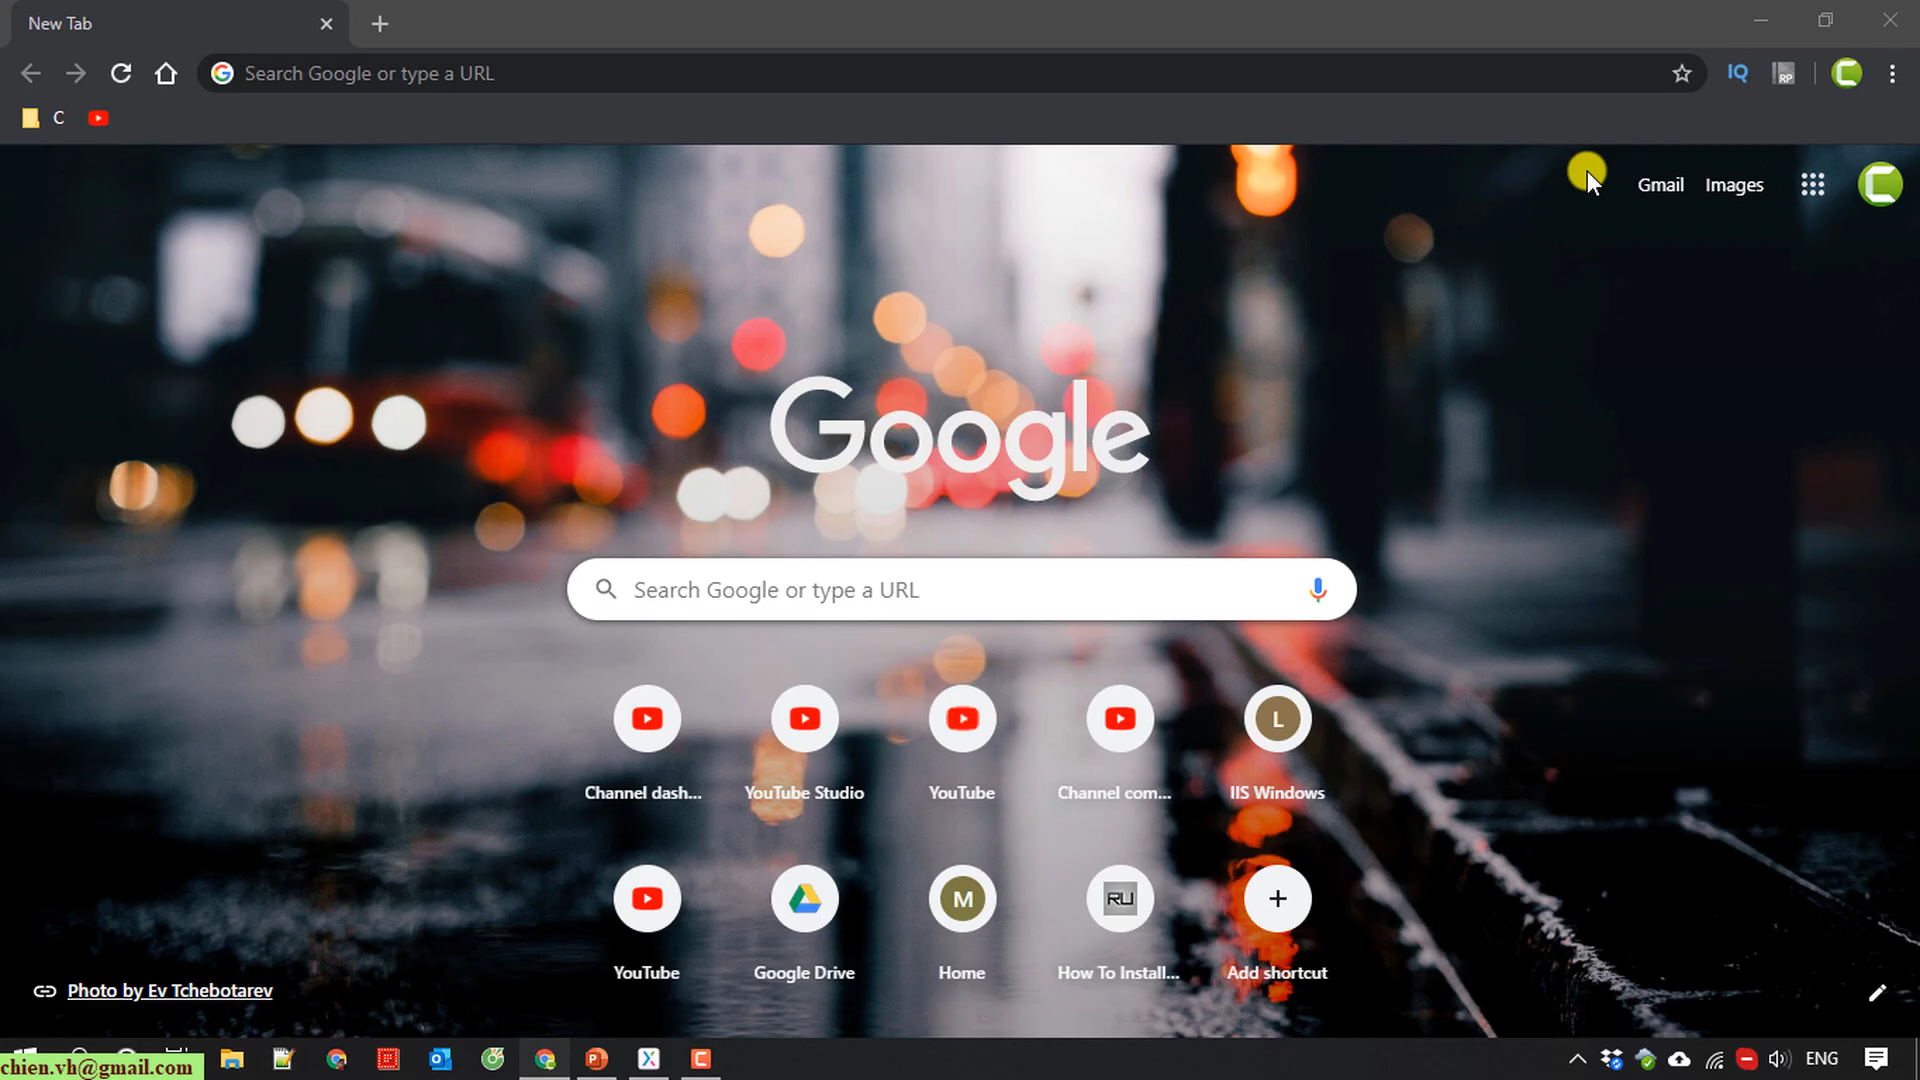 New Tab
Search Google or type a URL
IQ
RP
C
Gmail
Images
Google
Search Google or type a URL
L
Channel dash...
YouTube Studio
YouTube
Channel com...
IIS Windows
M
RU
YouTube
Google Drive
Home
How To Install...
Add shortcut
Photo by Ev Tchebotarev
chien.vh@gmail.com
ENG